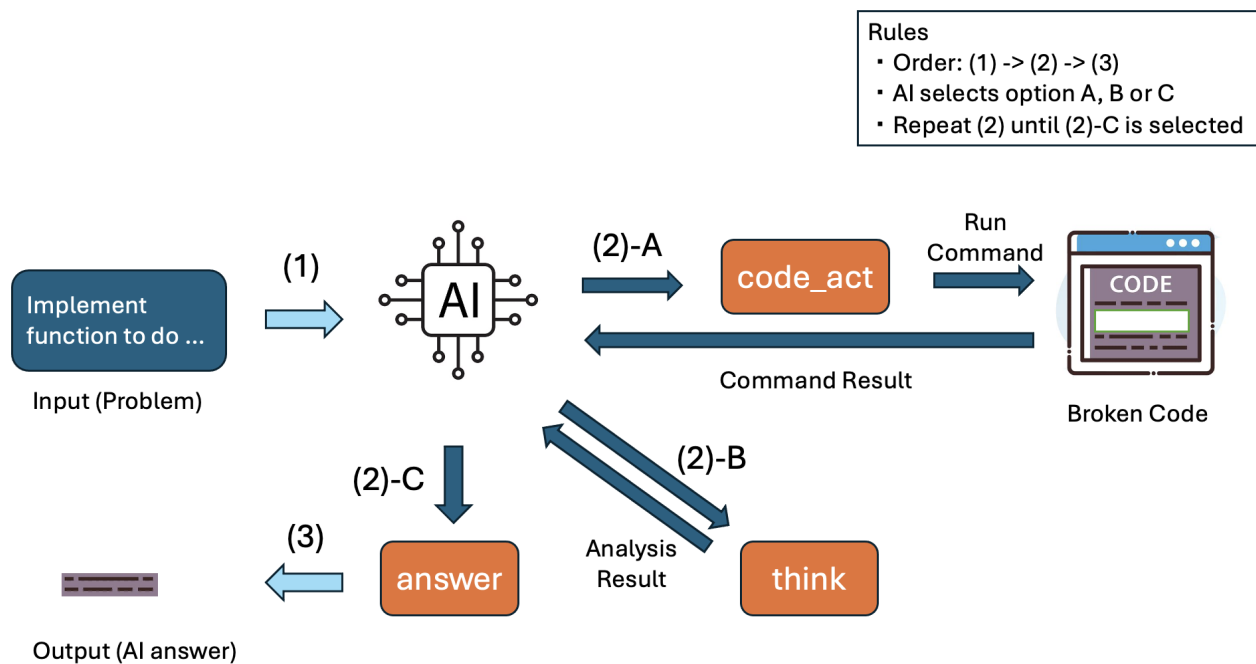 Rules
・Order: (1) -> (2) -> (3)
・AI selects option A, B or C
・Repeat (2) until (2)-C is selected
Implement
function to do ...
Input (Problem)
(1)
AI
(2)-A
code_act
Run
Command
CODE
Broken Code
Command Result
(2)-B
Analysis
Result
think
(2)-C
answer
(3)
Output (AI answer)